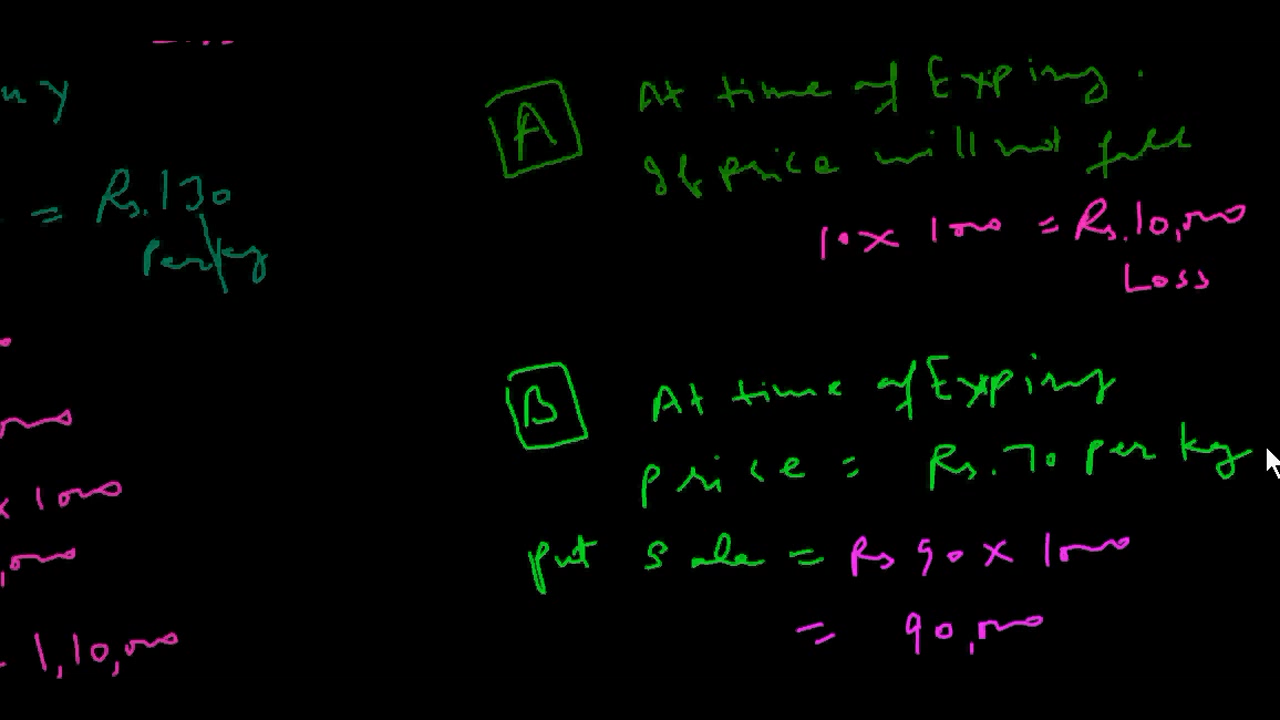 ny
= Rs.130
Per kg
x 1000
- 1,10,000
A
At time of Expiry.
If price will not fall
10 x 1000 = Rs.10,000
Loss
B
At time of Expiry
price = Rs.70 per kg
put sale = Rs 90 x 1000
= 90,000